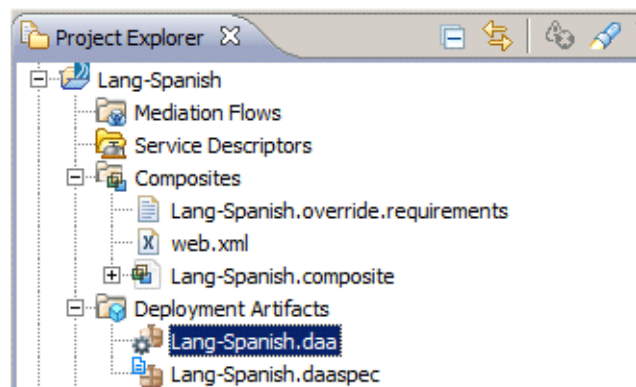 Project Explorer
Lang-Spanish
Mediation Flows
Service Descriptors
Composites
Lang-Spanish.override.requirements
web.xml
Lang-Spanish.composite
Deployment Artifacts
Lang-Spanish.daa
Lang-Spanish.daaspec